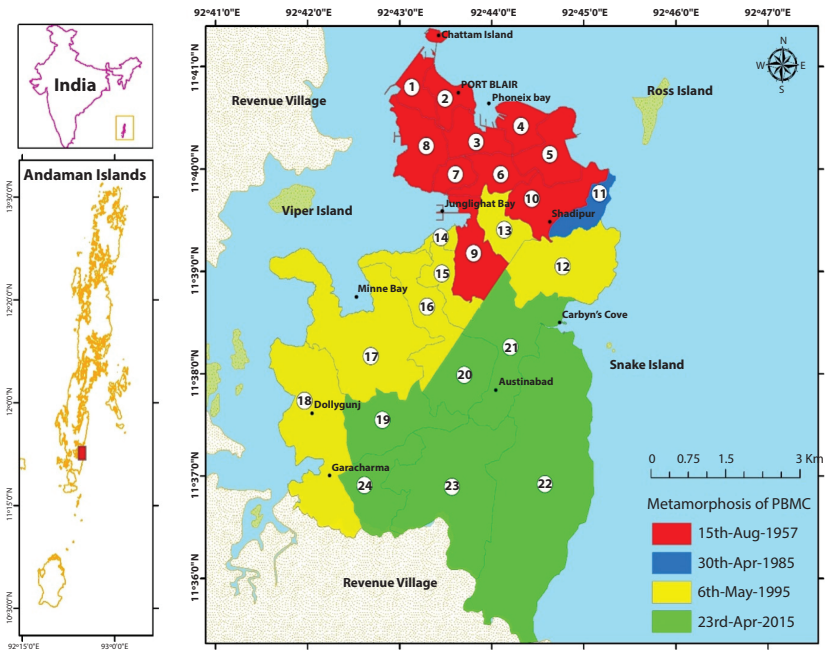 92°41'0"E 92°42'0"E 92°43'0"E 92°44'0"E 92°45'0"E 92°46'0"E 92°47'0"E
India
Andaman Islands
13°30'0"N
12°20'0"N
12°0'0"N
11°15'0"N
10°30'0"N
92°15'0"E 93°0'0"E
11°41'0"N
11°40'0"N
11°39'0"N
11°38'0"N
11°37'0"N
11°36'0"N
Chattam Island
N
W E
S
Revenue Village
PORT BLAIR
Phoneix bay
Ross Island
1
2
3
4
5
6
7
8
10
11
Junglighat Bay
Shadipur
Viper Island
13
14
9
12
15
Minne Bay
16
Carbyn's Cove
17
21
Snake Island
20
Austinabad
18
Dollygunj
19
Garacharma
24
23
22
Revenue Village
0 0.75 1.5 3 Km
Metamorphosis of PBMC
15th-Aug-1957
30th-Apr-1985
6th-May-1995
23rd-Apr-2015